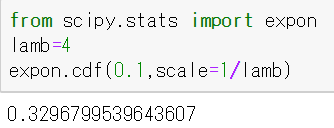 from scipy.stats import expon
lamb=4
expon.cdf(0.1,scale=1/lamb)
0.3296799539643607